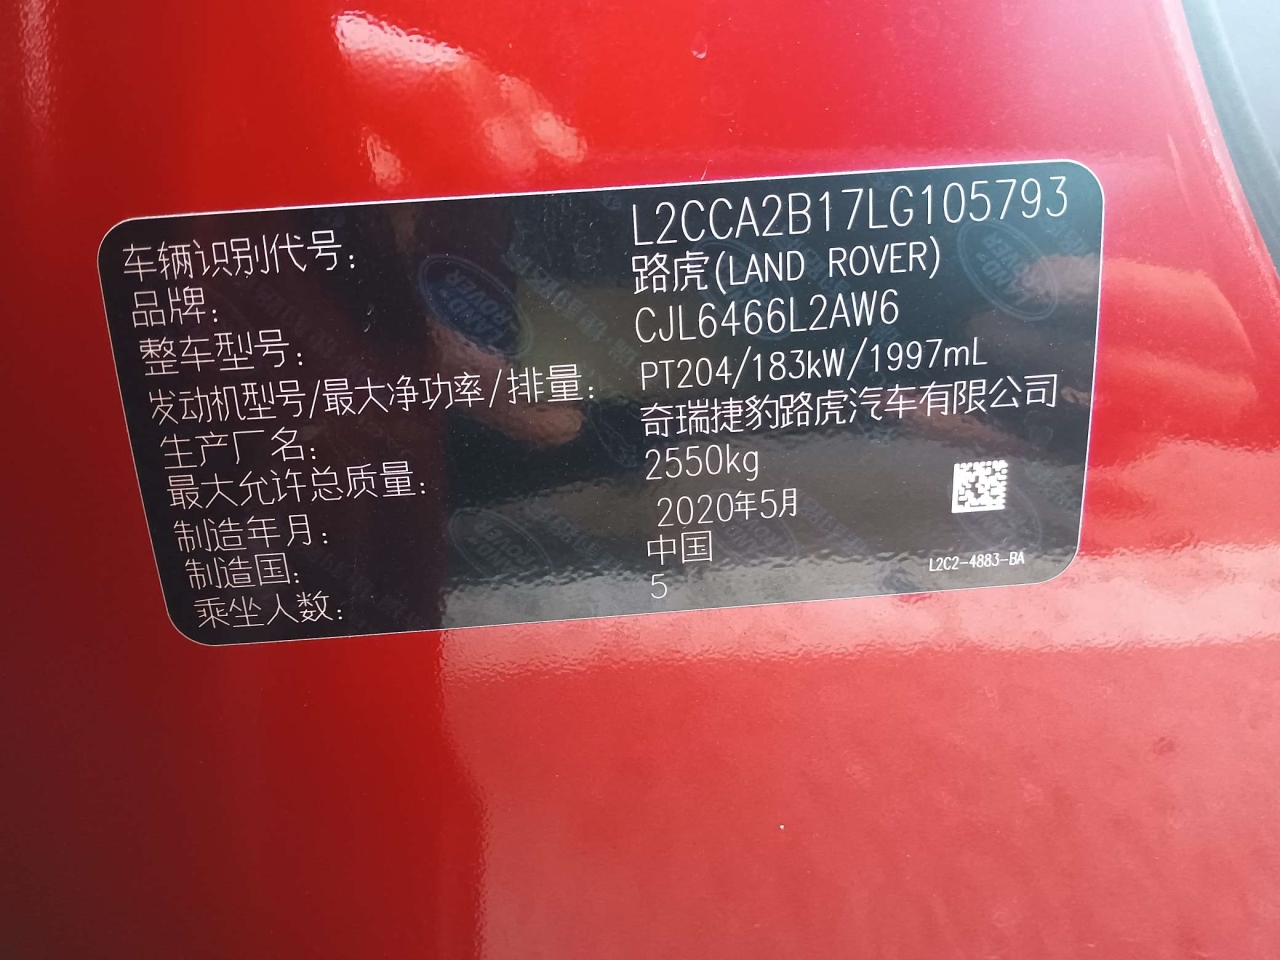 车辆识别代号: L2CCA2B17LG105793
品牌: 路虎(LAND ROVER)
整车型号: CJL6466L2AW6
发动机型号/最大净功率/排量: PT204/183kW/1997mL
生产厂名: 奇瑞捷豹路虎汽车有限公司
最大允许总质量: 2550kg
制造年月: 2020年5月
制造国: 中国
乘坐人数: 5
L2C2-4883-BA